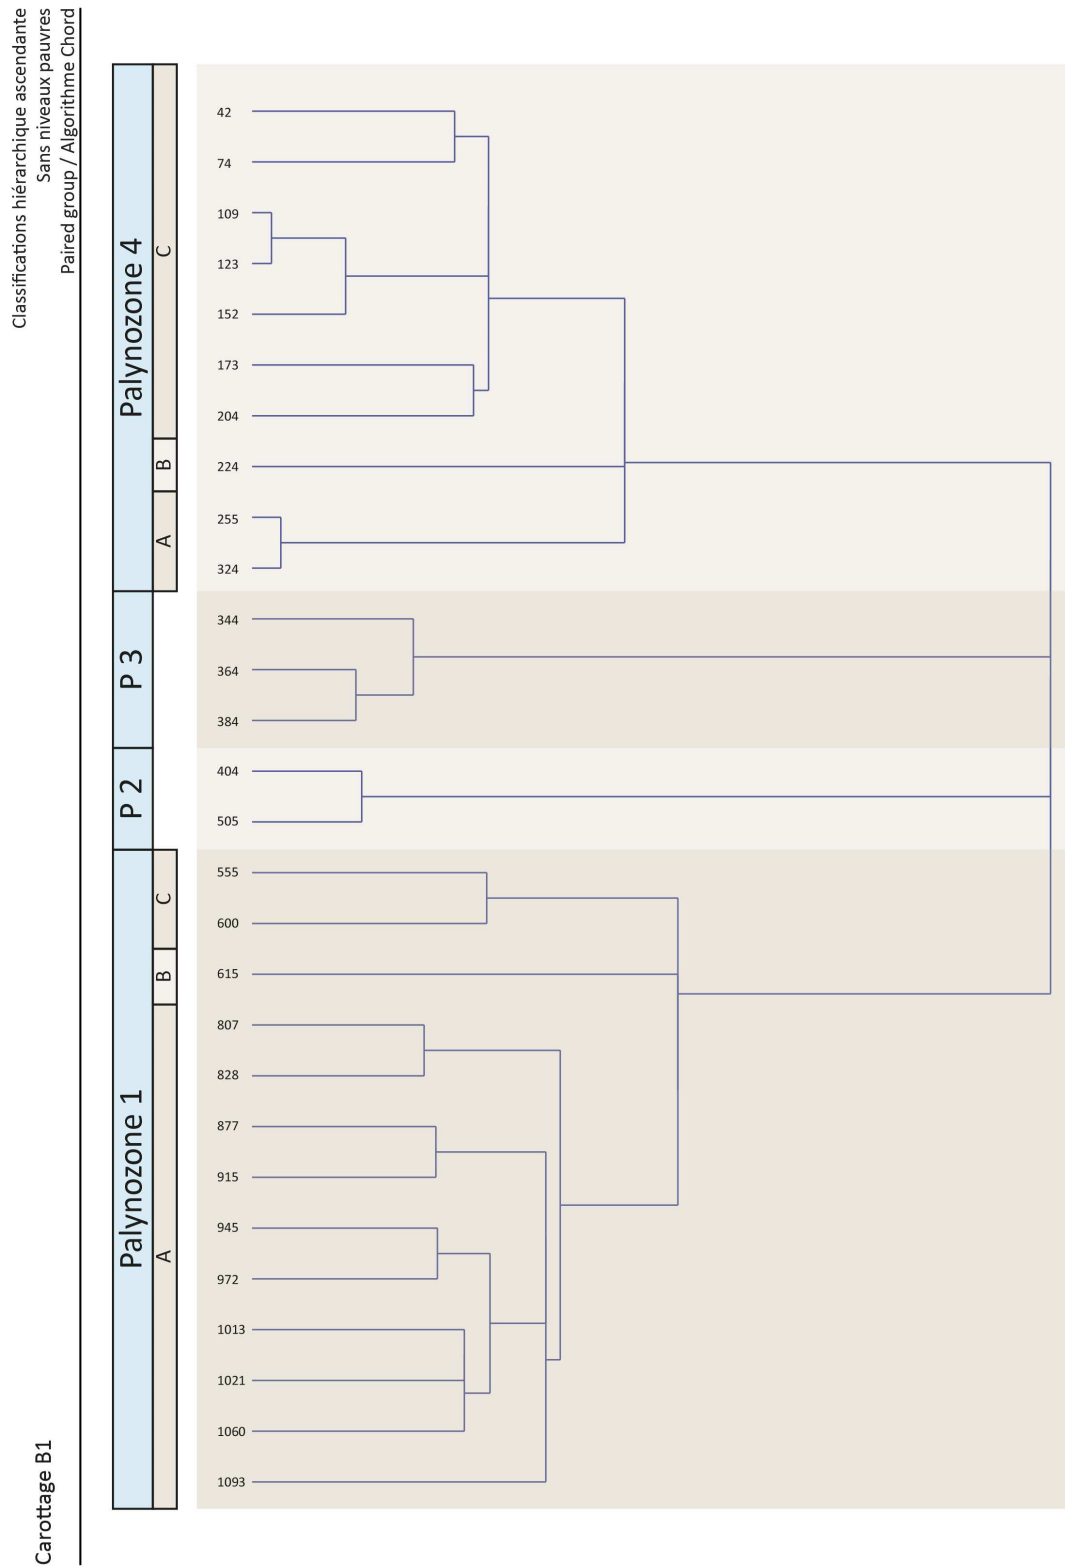 Classifications hiérarchique ascendante
Sans niveaux pauvres
Paired group / Algorithme Chord
Carottage B1
Palynozone 4
C
B
A
P 3
P 2
Palynozone 1
C
B
A
42
74
109
123
152
173
204
224
255
324
344
364
384
404
505
555
600
615
807
828
877
915
945
972
1013
1021
1060
1093